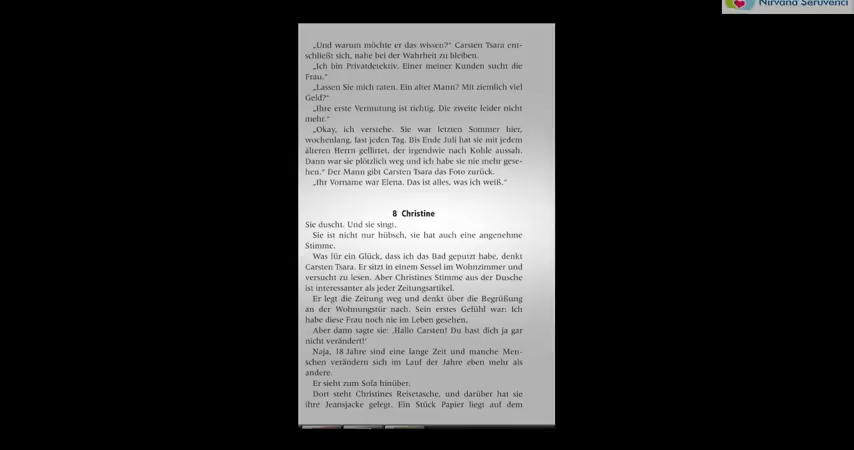 Nirvana Serüvenci
„Und warum möchte er das wissen?“ Carsten Tsara ent-
schließt sich, nahe bei der Wahrheit zu bleiben.
„Ich bin Privatdetektiv. Einer meiner Kunden sucht die
Frau.“
„Lassen Sie mich raten. Ein alter Mann? Mit ziemlich viel
Geld?“
„Ihre erste Vermutung ist richtig. Die zweite leider nicht
mehr.“
„Okay, ich verstehe. Sie war letzten Sommer hier,
wochenlang, fast jeden Tag. Bis Ende Juli hat sie mit jedem
älteren Herrn geflirtet, der irgendwie nach Kohle aussah.
Dann war sie plötzlich weg und ich habe sie nie mehr gese-
hen.“ Der Mann gibt Carsten Tsara das Foto zurück.
„Ihr Vorname war Elena. Das ist alles, was ich weiß.“
8 Christine
Sie duscht. Und sie singt.
Sie ist nicht nur hübsch, sie hat auch eine angenehme
Stimme.
Was für ein Glück, dass ich das Bad geputzt habe, denkt
Carsten Tsara. Er sitzt in einem Sessel im Wohnzimmer und
versucht zu lesen. Aber Christines Stimme aus der Dusche
ist interessanter als jeder Zeitungsartikel.
Er legt die Zeitung weg und denkt über die Begrüßung
an der Wohnungstür nach. Sein erstes Gefühl war: Ich
habe diese Frau noch nie im Leben gesehen.
Aber dann sagte sie: ‚Hallo Carsten! Du hast dich ja gar
nicht verändert!‘
Naja, 18 Jahre sind eine lange Zeit und manche Men-
schen verändern sich im Lauf der Jahre eben mehr als
andere.
Er sieht zum Sofa hinüber.
Dort steht Christines Reisetasche, und darüber hat sie
ihre Jeansjacke gelegt. Ein Stück Papier liegt auf dem